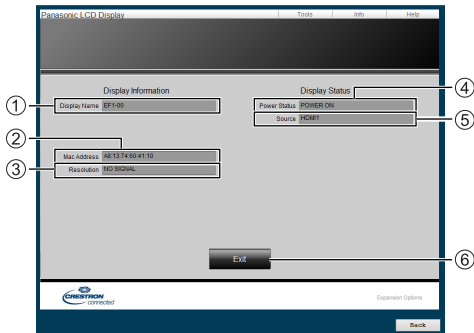 Panasonic LCD Display Tools Info Help
Display Information Display Status ④
① Display Name EF1-00 Power Status POWER ON
Source HDMI1 ⑤
②
Mac Address A8:13:74:60:41:10
③ Resolution NO SIGNAL
Exit ⑥
CRESTRON connected Expansion Options
Back